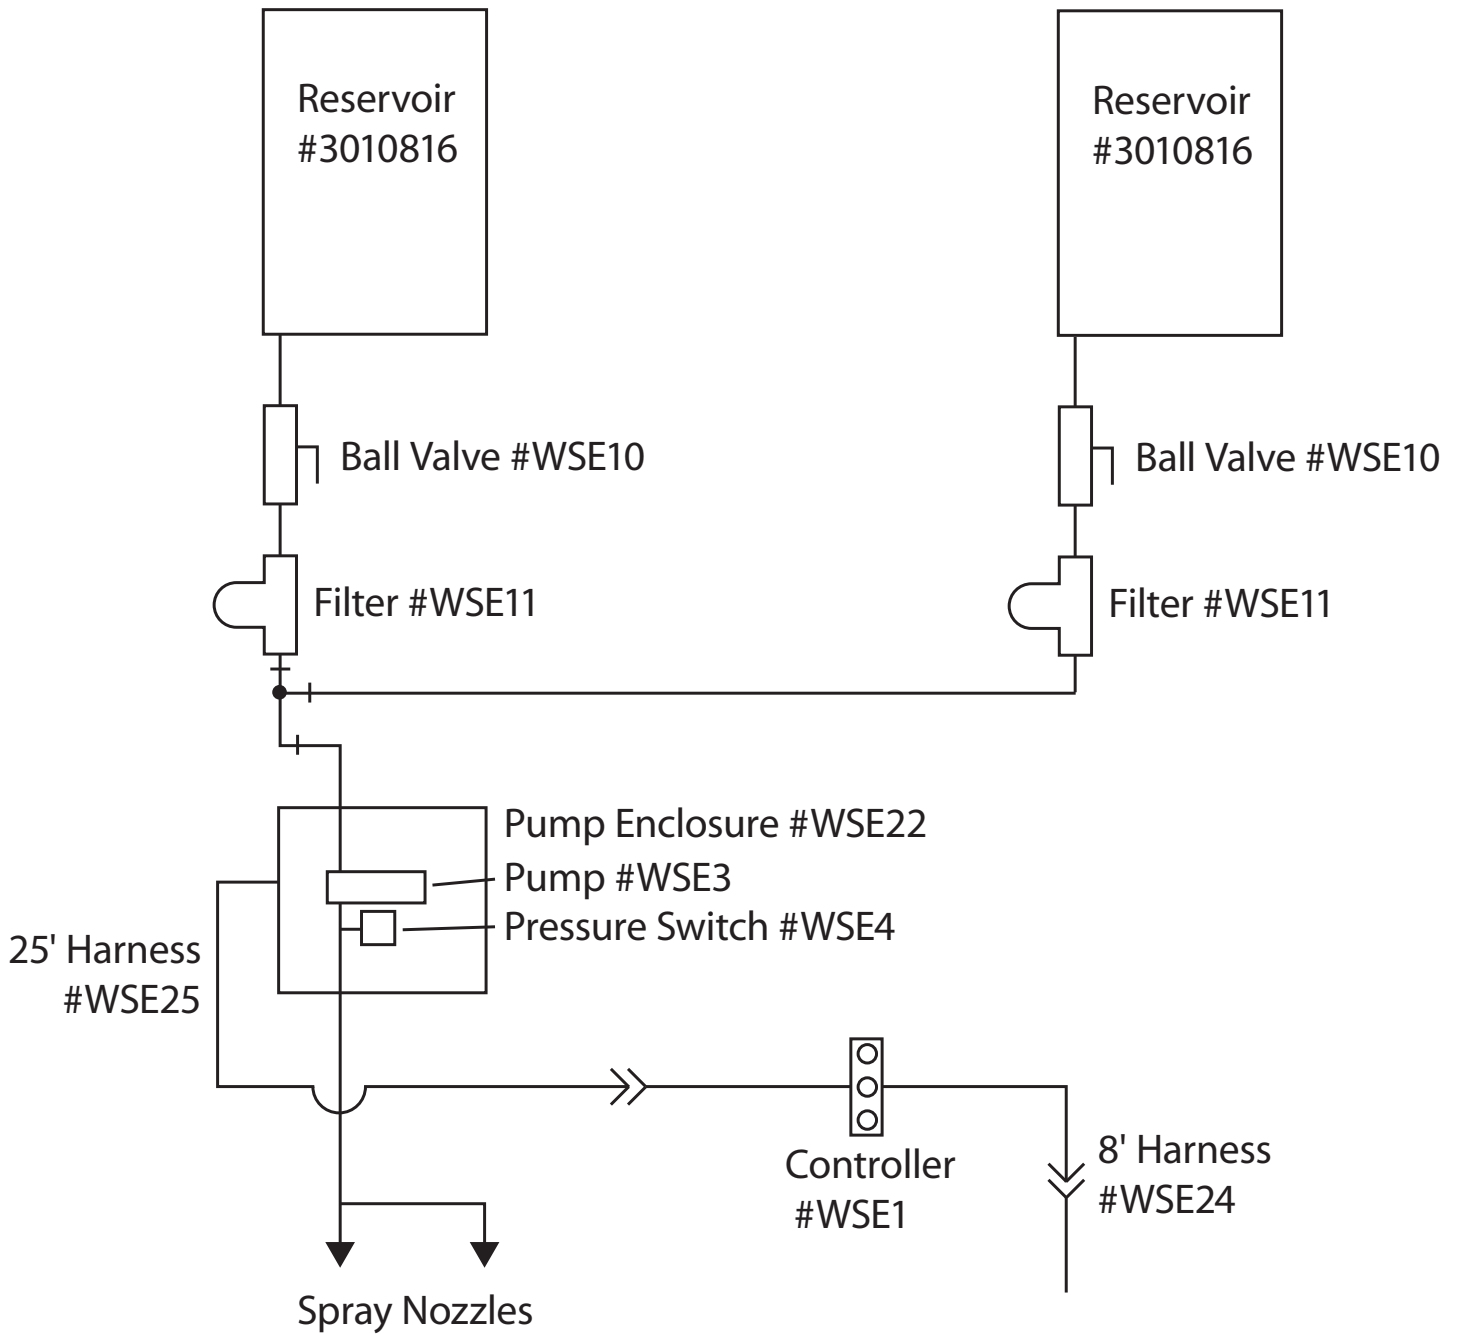 Reservoir
#3010816
Reservoir
#3010816
Ball Valve #WSE10
Ball Valve #WSE10
Filter #WSE11
Filter #WSE11
Pump Enclosure #WSE22
Pump #WSE3
Pressure Switch #WSE4
25' Harness
#WSE25
Controller
#WSE1
8' Harness
#WSE24
Spray Nozzles